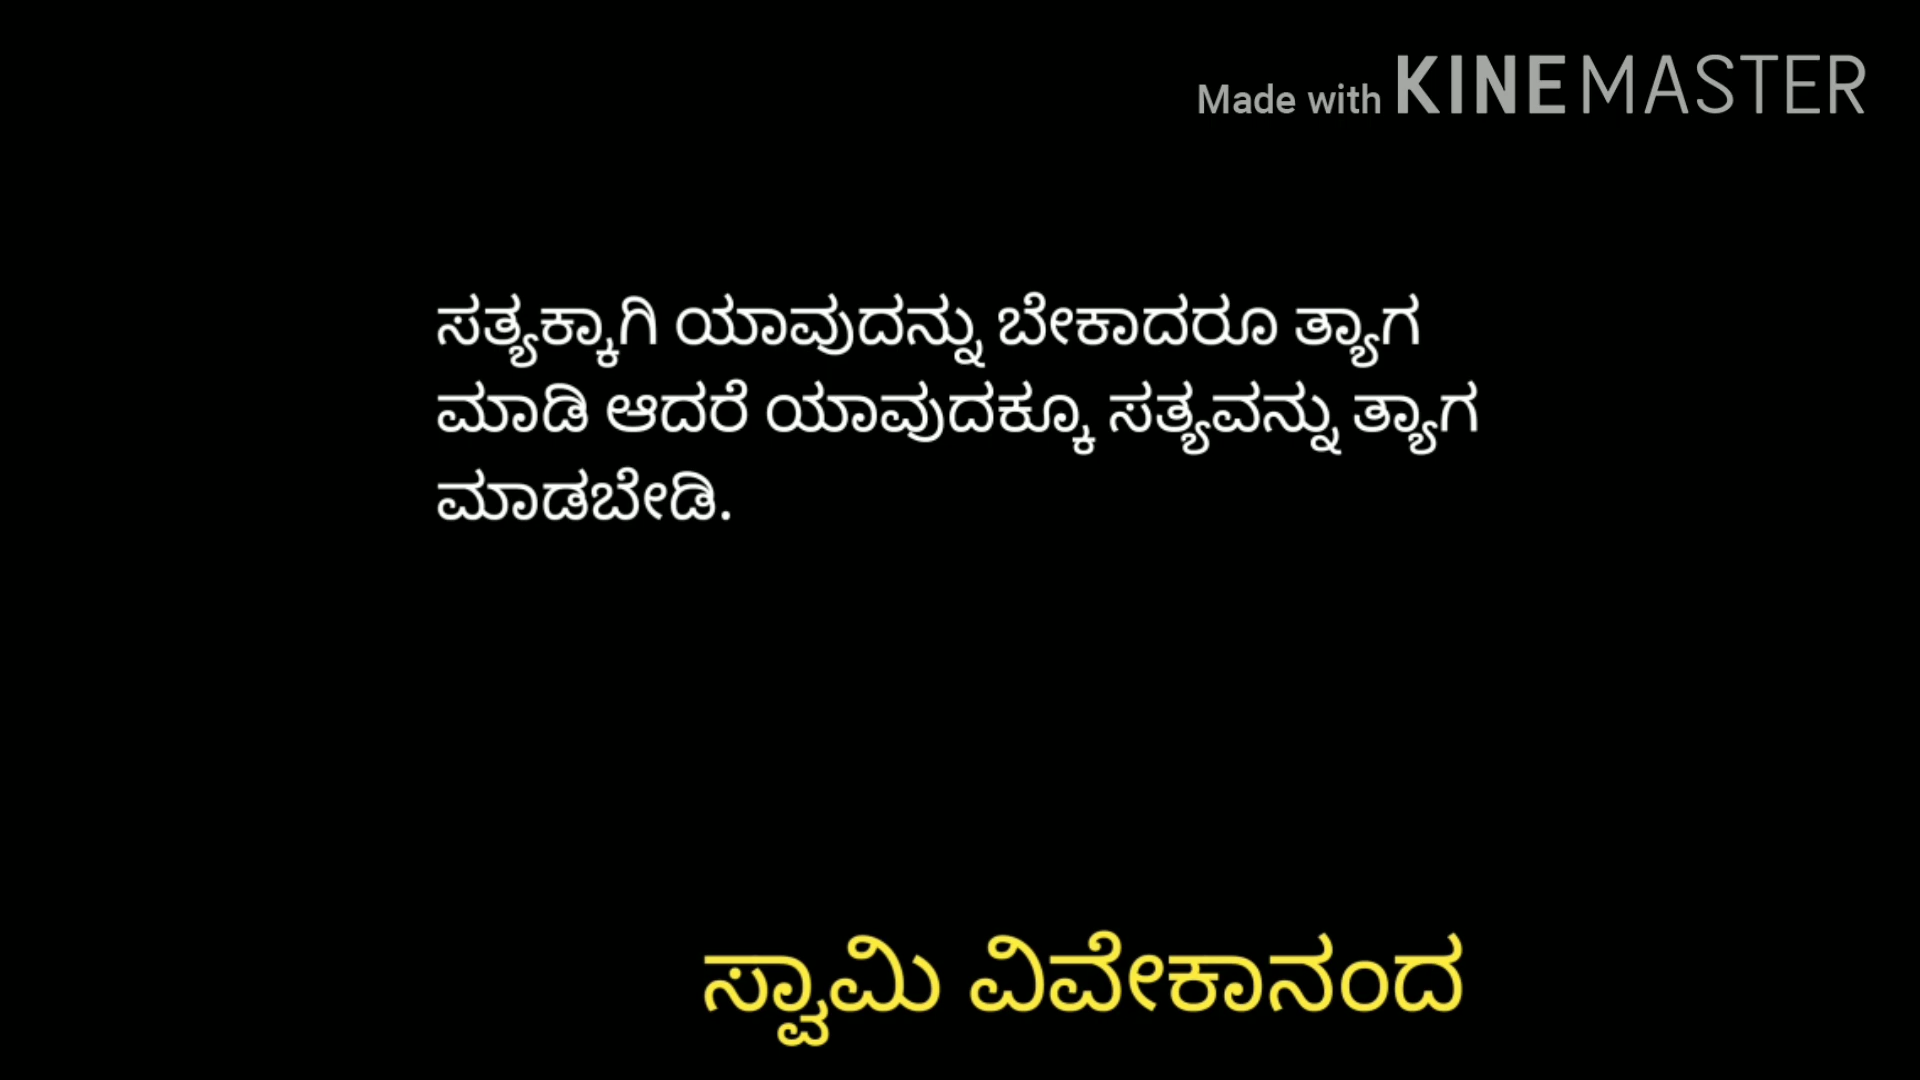 Made with KINEMASTER
ಸತ್ಯಕ್ಕಾಗಿ ಯಾವುದನ್ನು ಬೇಕಾದರೂ ತ್ಯಾಗ
ಮಾಡಿ ಆದರೆ ಯಾವುದಕ್ಕೂ ಸತ್ಯವನ್ನು ತ್ಯಾಗ
ಮಾಡಬೇಡಿ.
ಸ್ವಾಮಿ ವಿವೇಕಾನಂದ